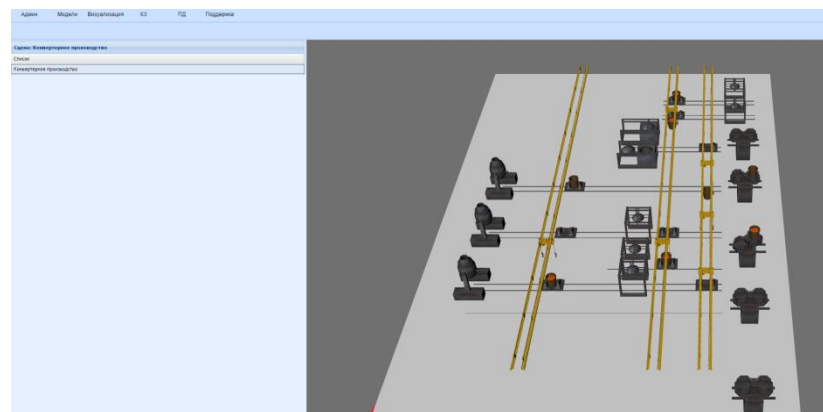 Админ Модели Визуализация КЗ ПД Поддержка
Сцена: Конвертерное производство
Список
Конвертерное производство